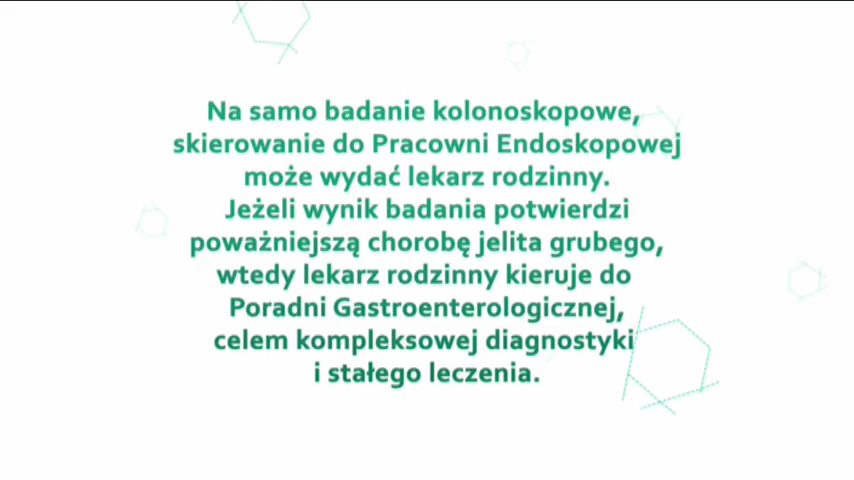 Na samo badanie kolonoskopowe,
skierowanie do Pracowni Endoskopowej
może wydać lekarz rodzinny.
Jeżeli wynik badania potwierdzi
poważniejszą chorobę jelita grubego,
wtedy lekarz rodzinny kieruje do
Poradni Gastroenterologicznej,
celem kompleksowej diagnostyki
i stałego leczenia.